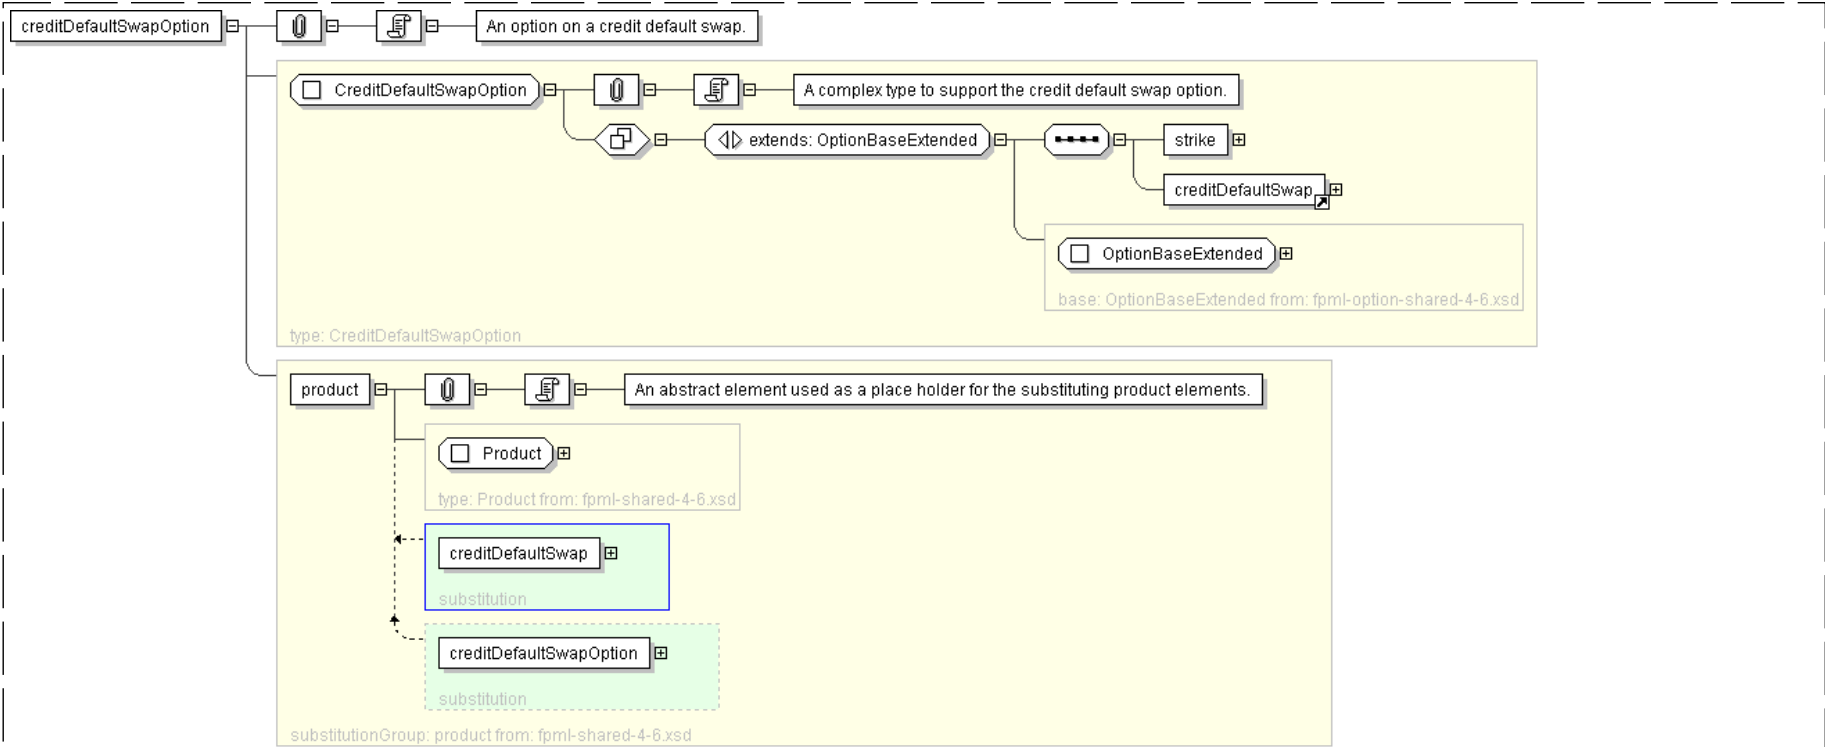 creditDefaultSwapOption
An option on a credit default swap.
CreditDefaultSwapOption
A complex type to support the credit default swap option.
extends: OptionBaseExtended
strike
creditDefaultSwap
OptionBaseExtended
base: OptionBaseExtended from: fpml-option-shared-4-6.xsd
type: CreditDefaultSwapOption
product
An abstract element used as a place holder for the substituting product elements.
Product
type: Product from: fpml-shared-4-6.xsd
creditDefaultSwap
substitution
creditDefaultSwapOption
substitution
substitutionGroup: product from: fpml-shared-4-6.xsd